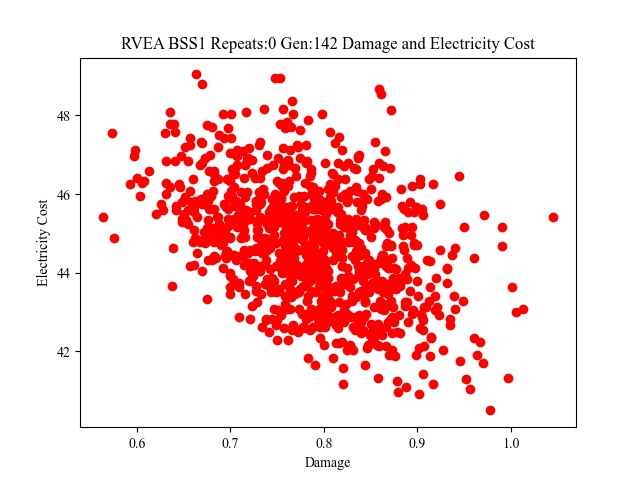 RVEA BSS1 Repeats:0 Gen:142 Damage and Electricity Cost
48
46
44
42
Electricity Cost
0.6 0.7 0.8 0.9 1.0
Damage